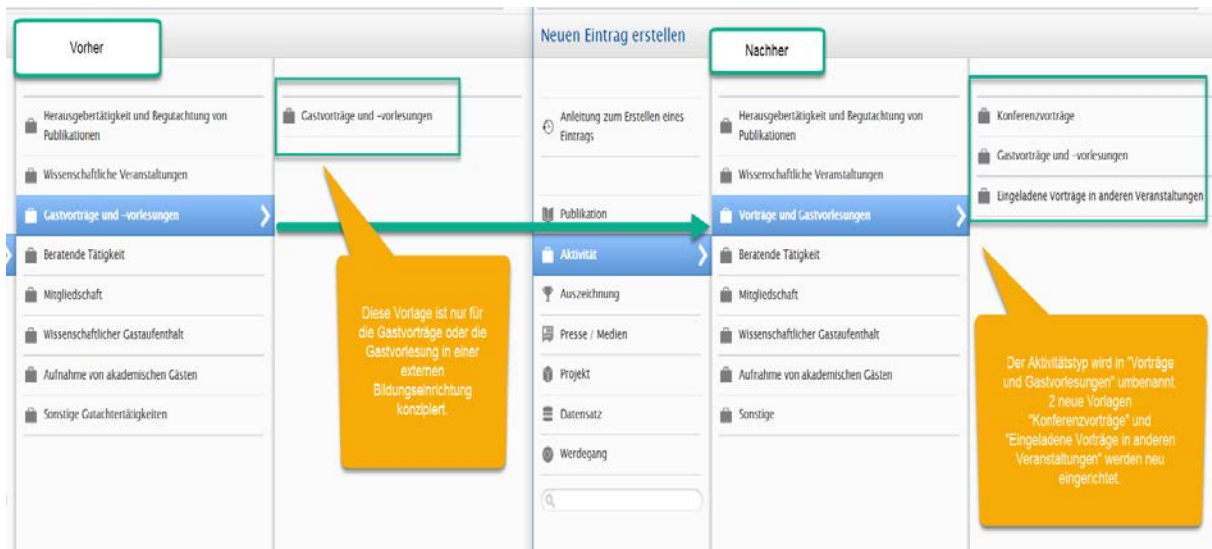 Vorher
Herausgebertätigkeit und Begutachtung von
Publikationen
Wissenschaftliche Veranstaltungen
Gastvorträge und -vorlesungen
Beratende Tätigkeit
Mitgliedschaft
Wissenschaftlicher Gastaufenthalt
Aufnahme von akademischen Gästen
Sonstige Gutachtertätigkeiten
Gastvorträge und -vorlesungen
Diese Vorlage ist nur für
die Gastvorträge oder die
Gastvorlesung in einer
externen
Bildungseinrichtung
konzipiert.
Neuen Eintrag erstellen
Anleitung zum Erstellen eines
Eintrags
Publikation
Aktivität
Auszeichnung
Presse / Medien
Projekt
Datensatz
Werdegang
Nachher
Herausgebertätigkeit und Begutachtung von
Publikationen
Wissenschaftliche Veranstaltungen
Vorträge und Gastvorlesungen
Beratende Tätigkeit
Mitgliedschaft
Wissenschaftlicher Gastaufenthalt
Aufnahme von akademischen Gästen
Sonstige
Konferenzvorträge
Gastvorträge und -vorlesungen
Eingeladene Vorträge in anderen Veranstaltungen
Der Aktivitätstyp wird in "Vorträge
und Gastvorlesungen" umbenannt.
2 neue Vorlagen
"Konferenzvorträge" und
"Eingeladene Vorträge in anderen
Veranstaltungen" werden neu
eingerichtet.